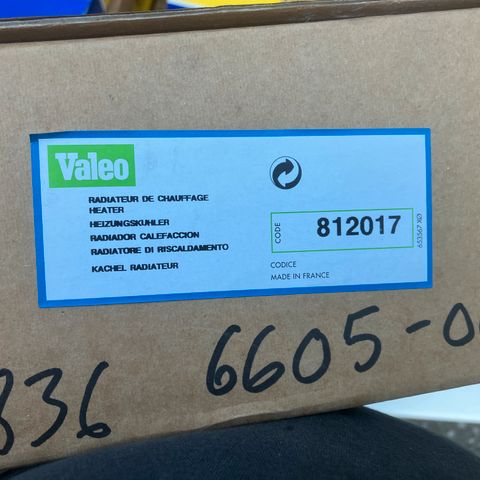 Valeo
RADIATEUR DE CHAUFFAGE
HEATER
HEIZUNGSKUHLER
RADIADOR CALEFACCION
RADIATORE DI RISCALDAMENTO
KACHEL RADIATEUR
CODE
812017
653567 XO
CODICE
MADE IN FRANCE
836 6605-0